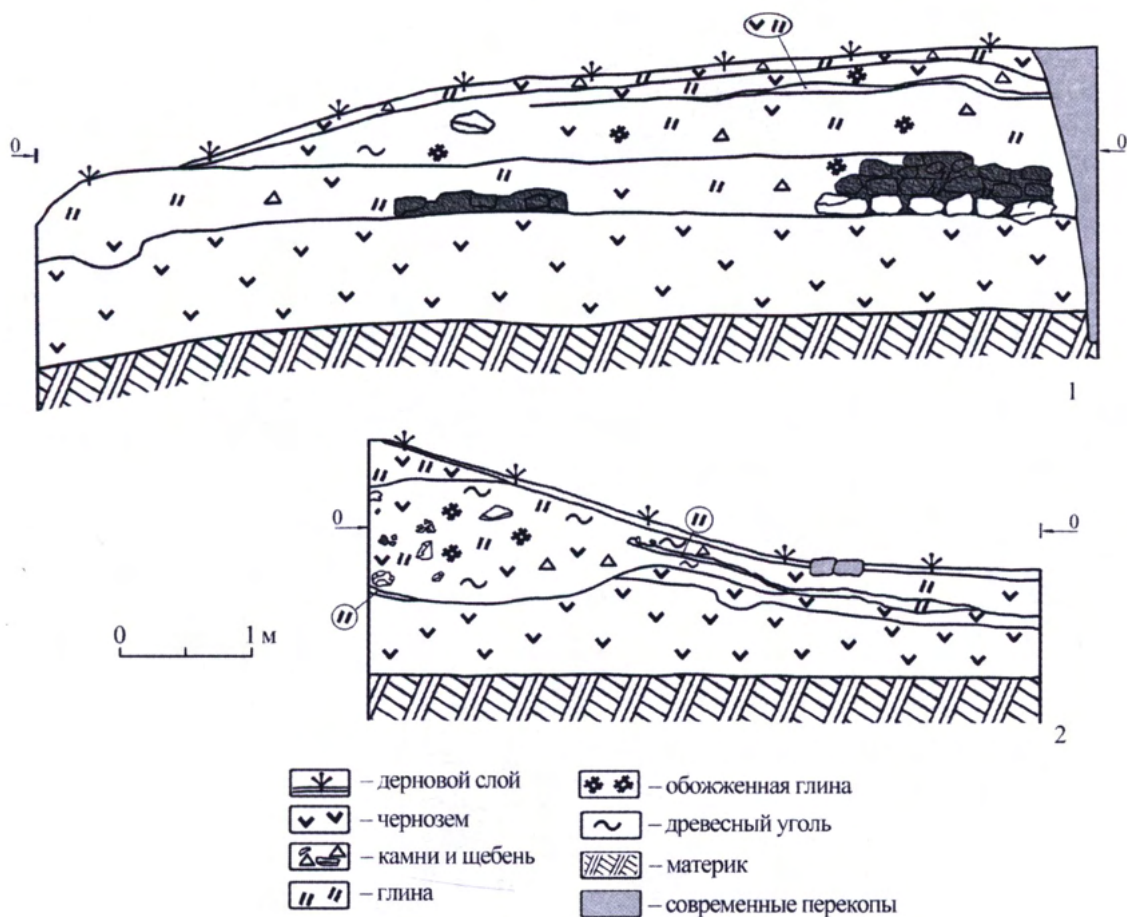 0
0
1
0
0
0 1 м
2
– дерновой слой
– чернозем
– камни и щебень
– глина
– обожженная глина
– древесный уголь
– материк
– современные перекопы